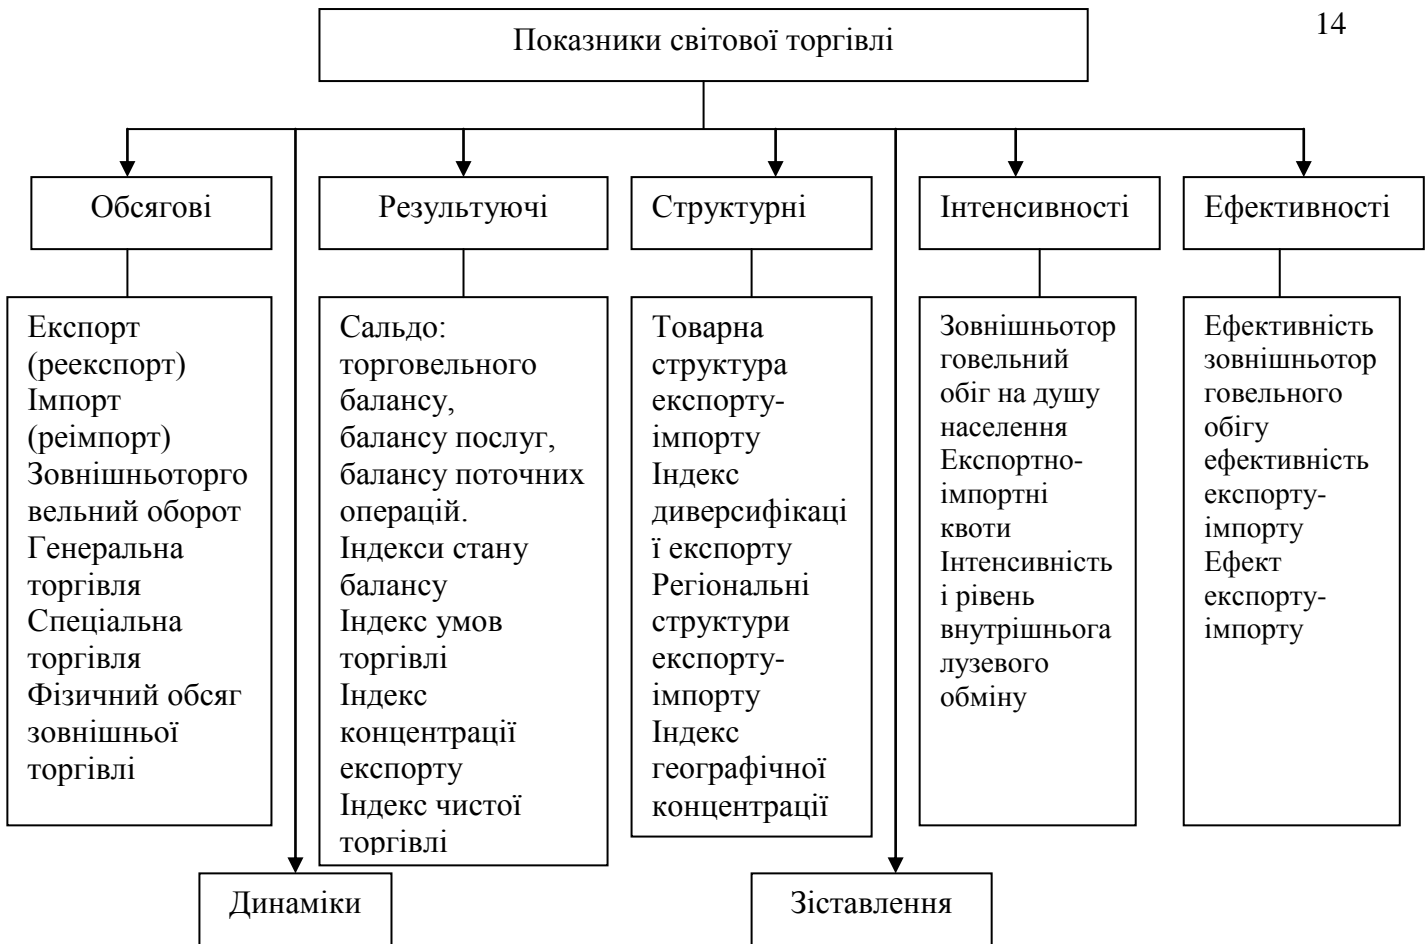 14
Показники світової торгівлі
Обсягові
Результуючі
Структурні
Інтенсивності
Ефективності
Експорт
(реекспорт)
Імпорт
(реімпорт)
Зовнішньоторго
вельний оборот
Генеральна
торгівля
Спеціальна
торгівля
Фізичний обсяг
зовнішньої
торгівлі
Сальдо:
торговельного
балансу,
балансу послуг,
балансу поточних
операцій.
Індекси стану
балансу
Індекс умов
торгівлі
Індекс
концентрації
експорту
Індекс чистої
торгівлі
Товарна
структура
експорту-
імпорту
Індекс
диверсифікаці
ї експорту
Регіональні
структури
експорту-
імпорту
Індекс
географічної
концентрації
Зовнішньотор
говельний
обіг на душу
населення
Експортно-
імпортні
квоти
Інтенсивність
і рівень
внутрішньога
лузевого
обміну
Ефективність
зовнішньотор
говельного
обігу
ефективність
експорту-
імпорту
Ефект
експорту-
імпорту
Динаміки
Зіставлення